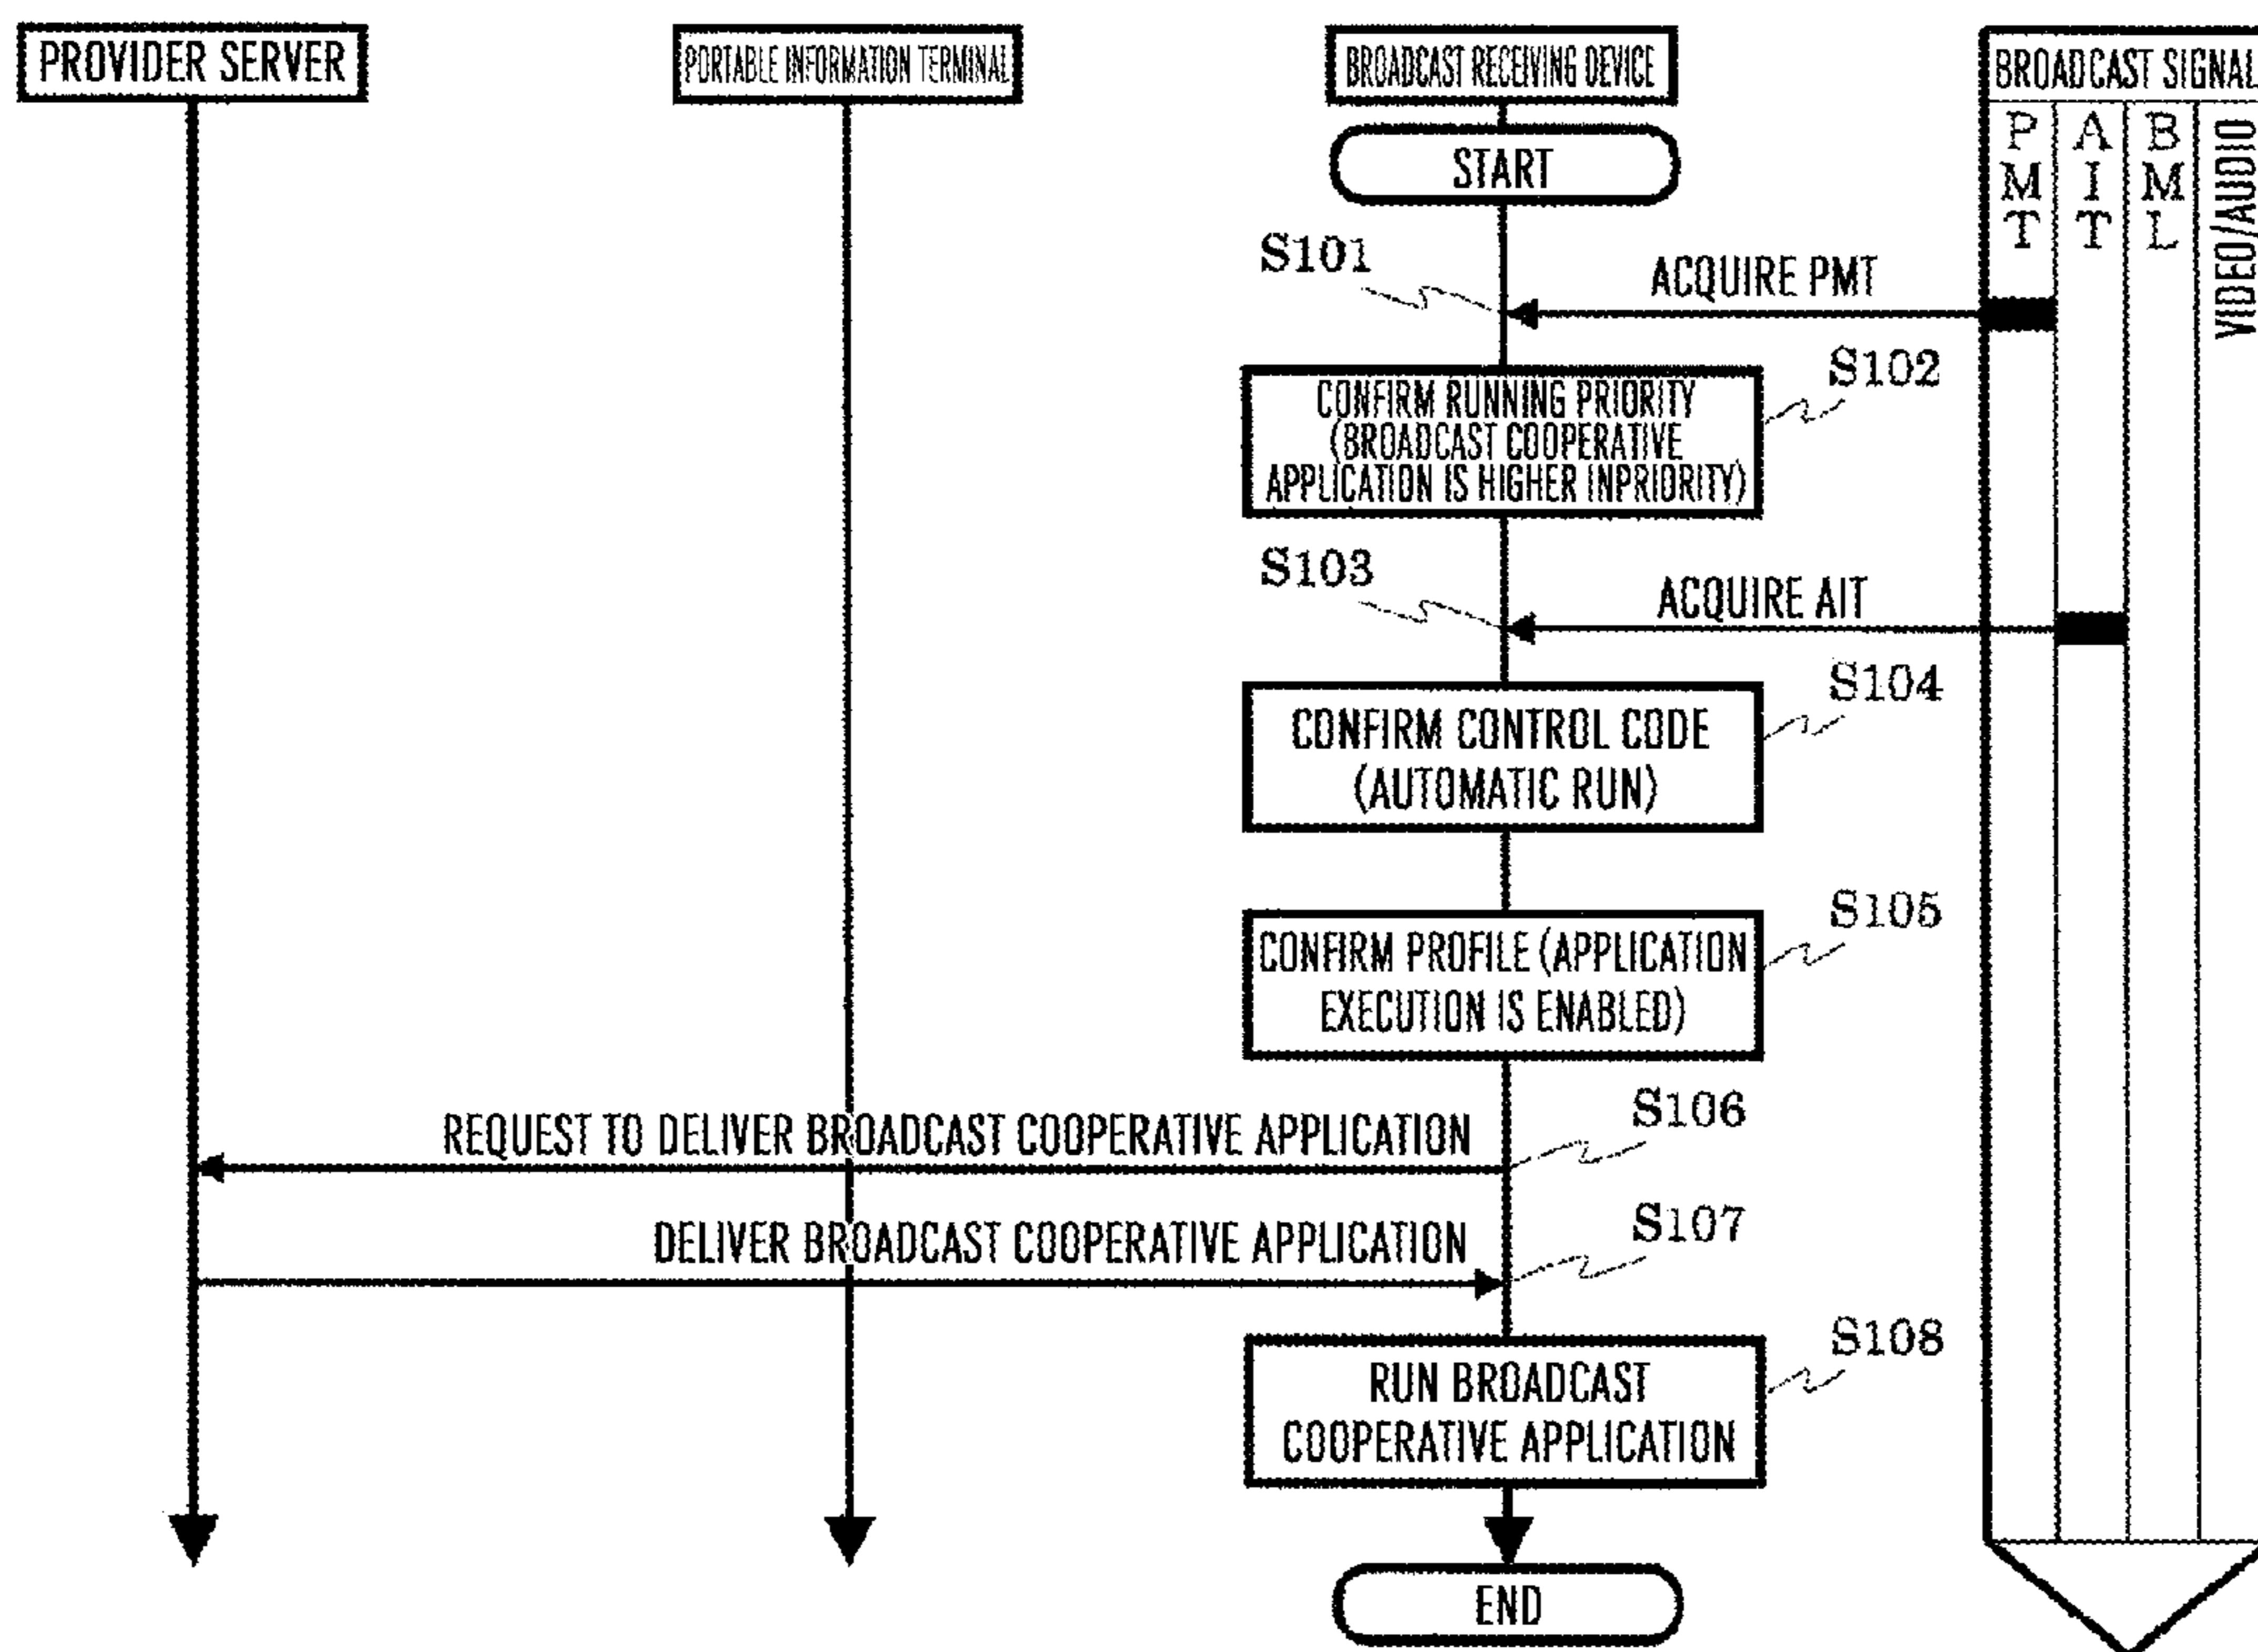 PROVIDER SERVER
PORTABLE INFORMATION TERMINAL
BROADCAST RECEIVING DEVICE
BROADCAST SIGNAL
PMT
AIT
BML
VIDEO/AUDIO
START
S101
ACQUIRE PMT
S102
CONFIRM RUNNING PRIORITY
(BROADCAST COOPERATIVE
APPLICATION IS HIGHER INPRIORITY)
S103
ACQUIRE AIT
S104
CONFIRM CONTROL CODE
(AUTOMATIC RUN)
S105
CONFIRM PROFILE (APPLICATION
EXECUTION IS ENABLED)
S106
REQUEST TO DELIVER BROADCAST COOPERATIVE APPLICATION
S107
DELIVER BROADCAST COOPERATIVE APPLICATION
S108
RUN BROADCAST
COOPERATIVE APPLICATION
END